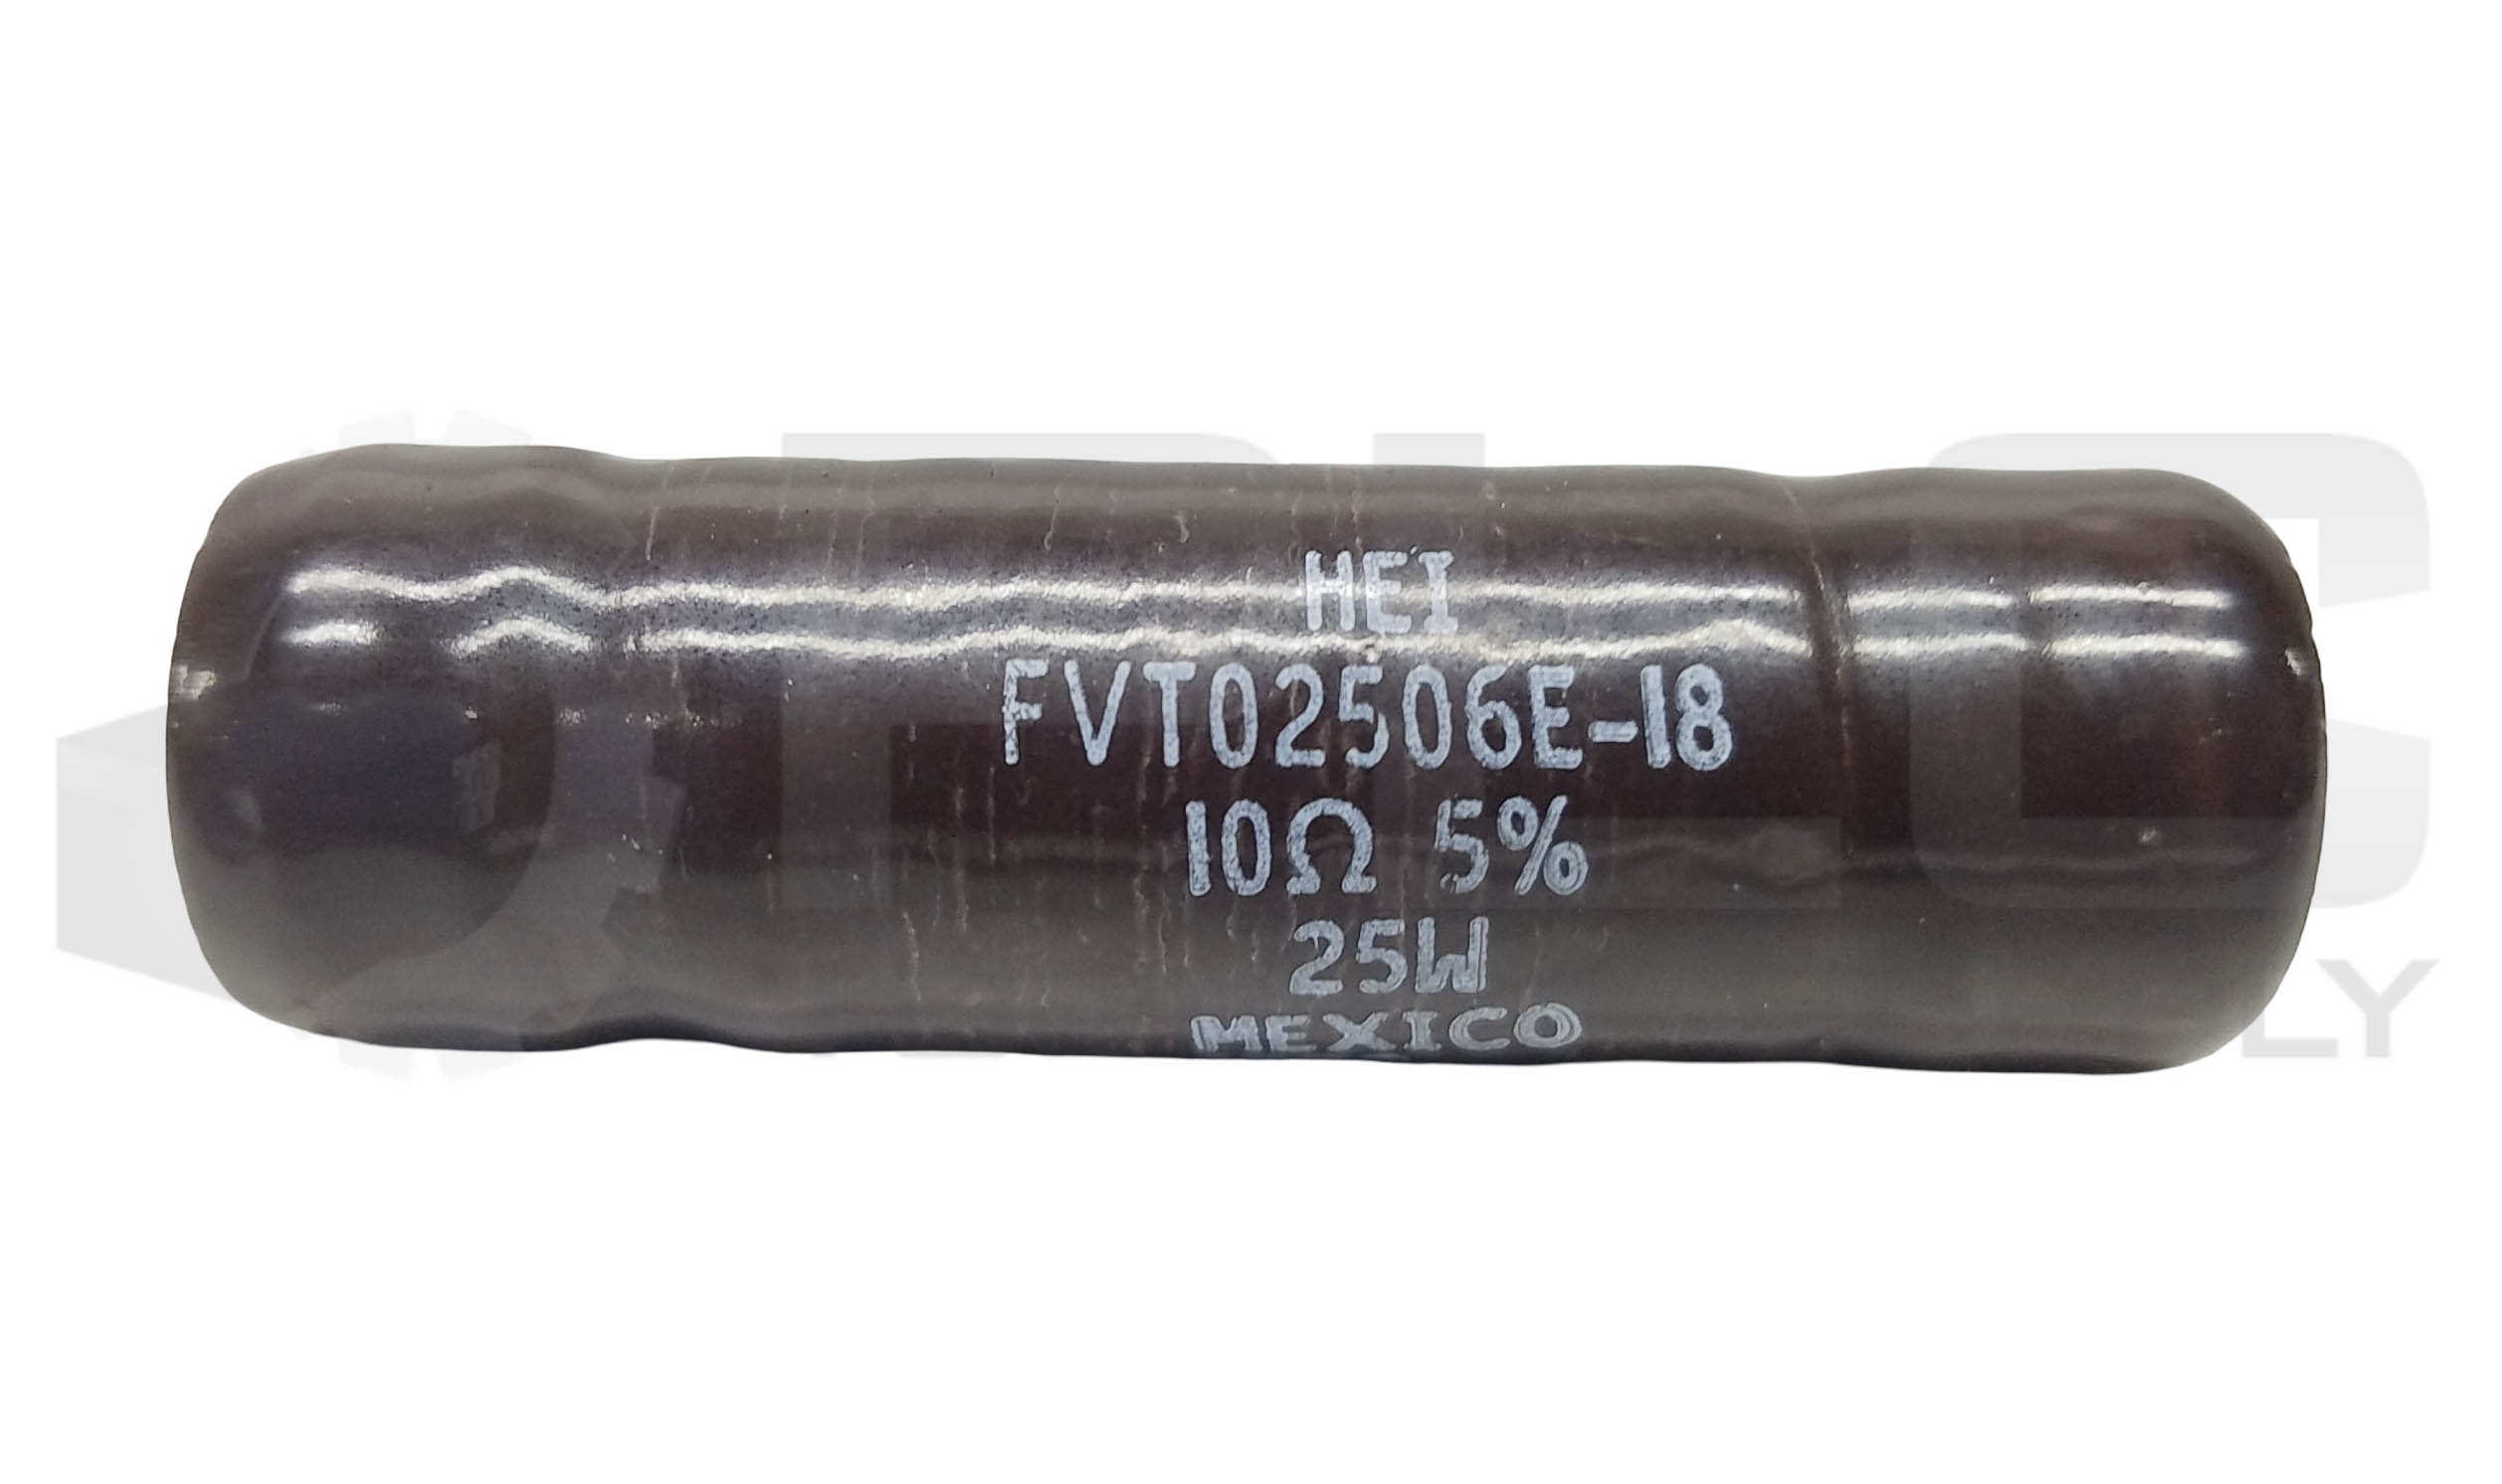 HEI
FVT02506E-18
10Ω 5%
25W
MEXICO